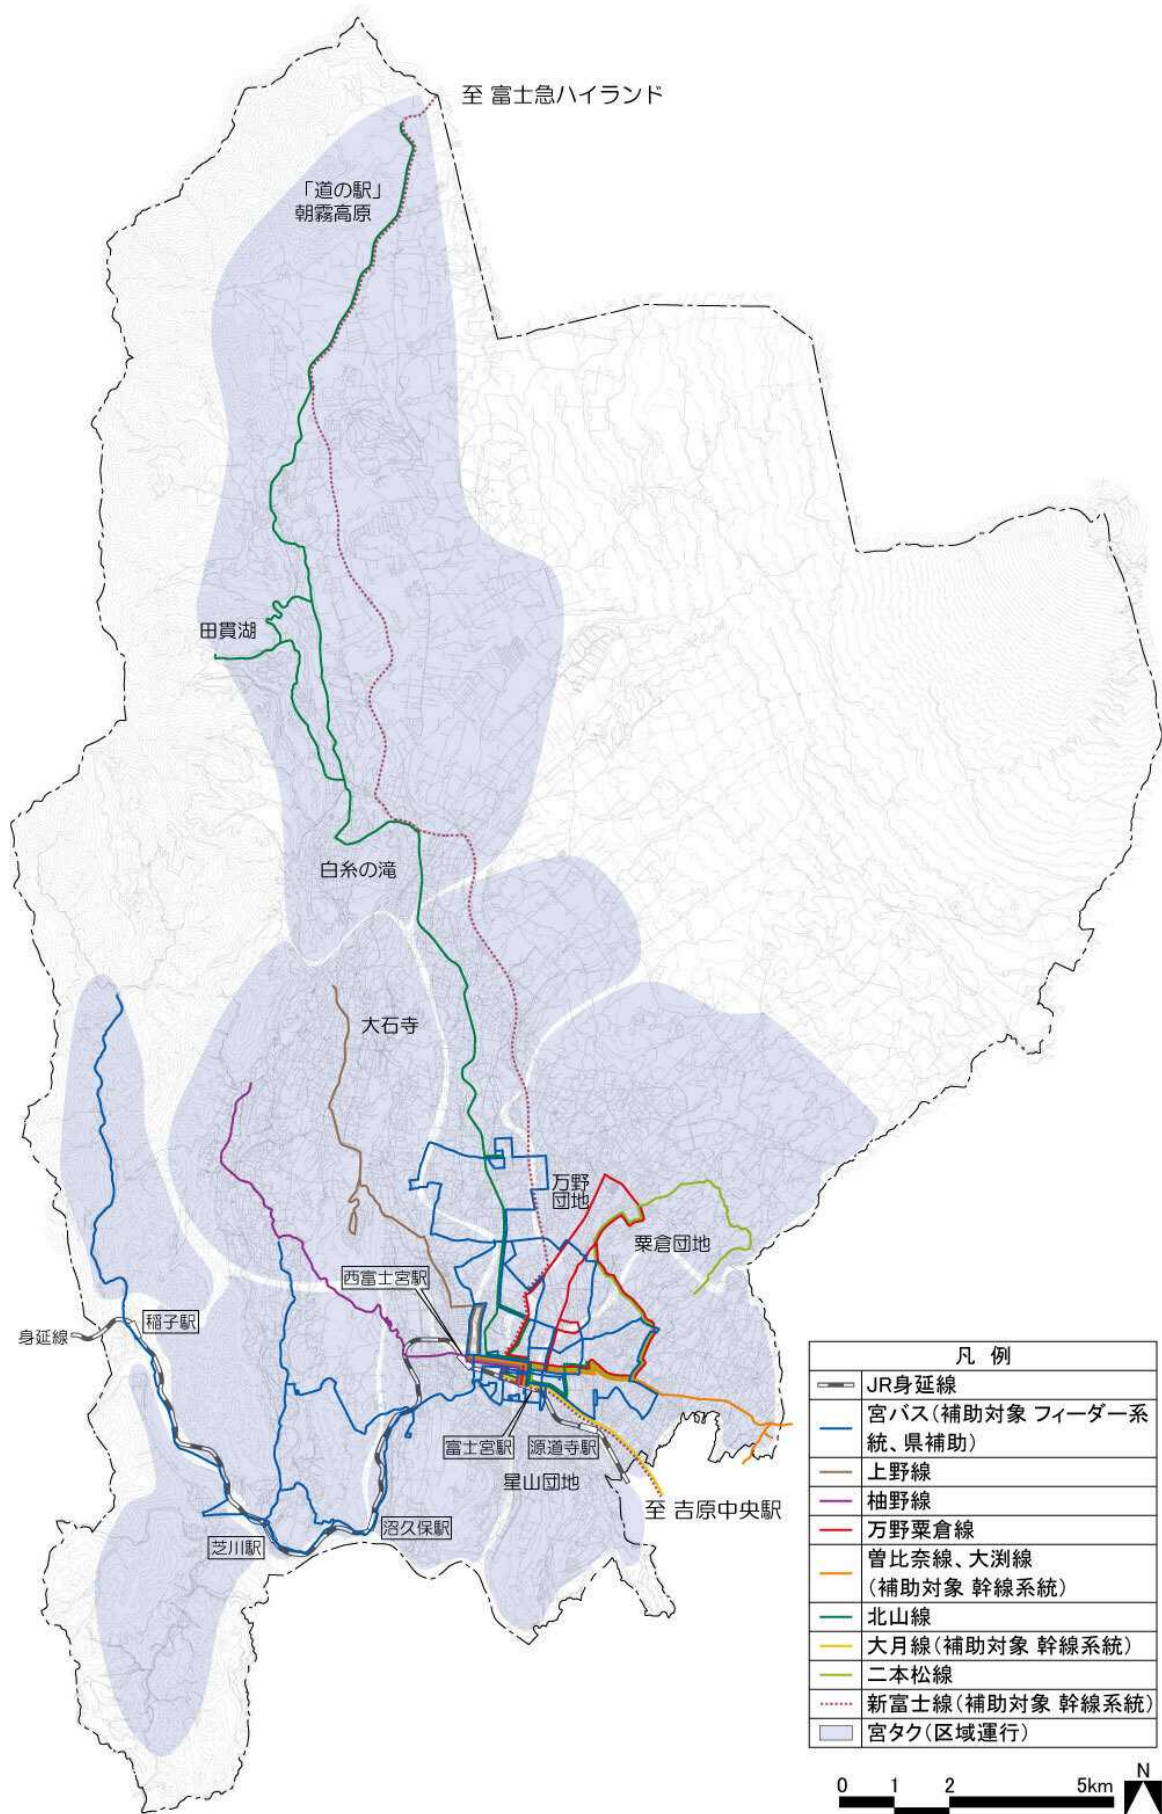 至 富士急ハイランド
「道の駅」
朝霧高原
田貫湖
白糸の滝
大石寺
万野
団地
粟倉団地
西富士宮駅
稲子駅
身延線
富士宮駅
源道寺駅
星山団地
至 吉原中央駅
沼久保駅
芝川駅
凡 例
JR身延線
宮バス(補助対象 フィーダー系
統、県補助)
上野線
柚野線
万野粟倉線
曽比奈線、大渕線
(補助対象 幹線系統)
北山線
大月線(補助対象 幹線系統)
二本松線
新富士線(補助対象 幹線系統)
宮タク(区域運行)
0 1 2 5km
N